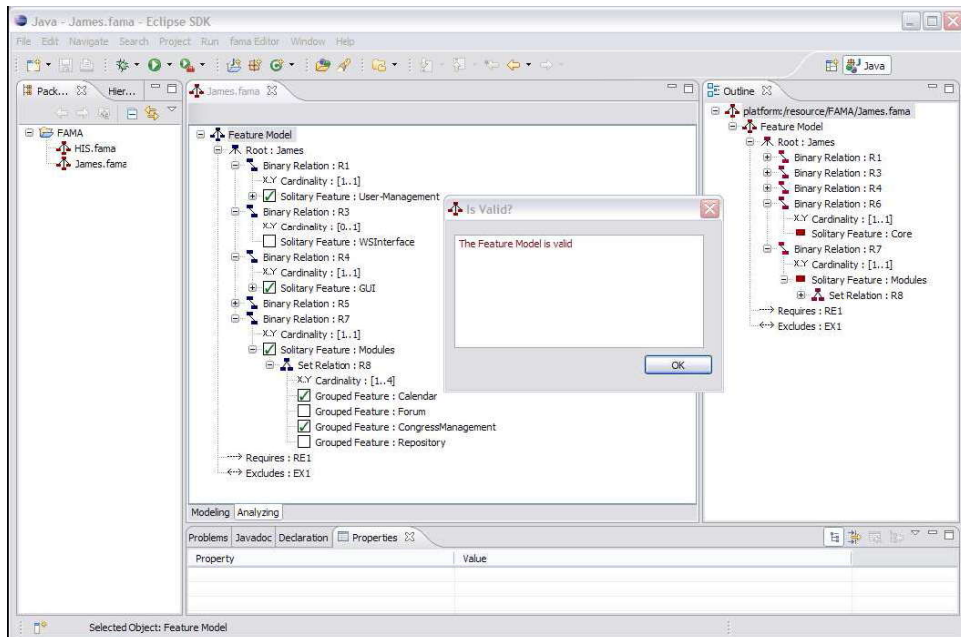 Java - James.fama - Eclipse SDK
File Edit Navigate Search Project Run fama Editor Window Help
Java
Pack...
Hier...
FAMA
HIS.fama
James.fama
James.fama
Feature Model
Root : James
Binary Relation : R1
X.Y Cardinality : [1..1]
Solitary Feature : User-Management
Binary Relation : R3
X.Y Cardinality : [0..1]
Solitary Feature : WSInterface
Binary Relation : R4
X.Y Cardinality : [1..1]
Solitary Feature : GUI
Binary Relation : R5
Binary Relation : R7
X.Y Cardinality : [1..1]
Solitary Feature : Modules
Set Relation : R8
X.Y Cardinality : [1..4]
Grouped Feature : Calendar
Grouped Feature : Forum
Grouped Feature : CongressManagement
Grouped Feature : Repository
Requires : RE1
Excludes : EX1
Modeling Analyzing
Is Valid?
The Feature Model is valid
OK
Outline
platform:/resource/FAMA/James.fama
Feature Model
Root : James
Binary Relation : R1
Binary Relation : R3
Binary Relation : R4
Binary Relation : R6
X.Y Cardinality : [1..1]
Solitary Feature : Core
Binary Relation : R7
X.Y Cardinality : [1..1]
Solitary Feature : Modules
Set Relation : R8
Requires : RE1
Excludes : EX1
Problems Javadoc Declaration Properties
Property Value
Selected Object: Feature Model